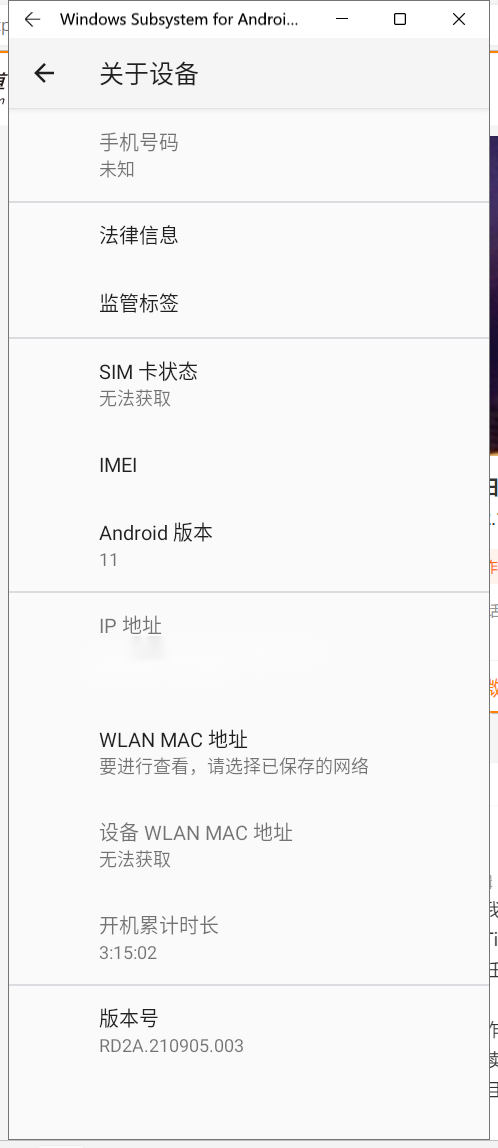 Windows Subsystem for Androi...
关于设备
手机号码
未知
法律信息
监管标签
SIM 卡状态
无法获取
IMEI
Android 版本
11
IP 地址
WLAN MAC 地址
要进行查看，请选择已保存的网络
设备 WLAN MAC 地址
无法获取
开机累计时长
3:15:02
版本号
RD2A.210905.003